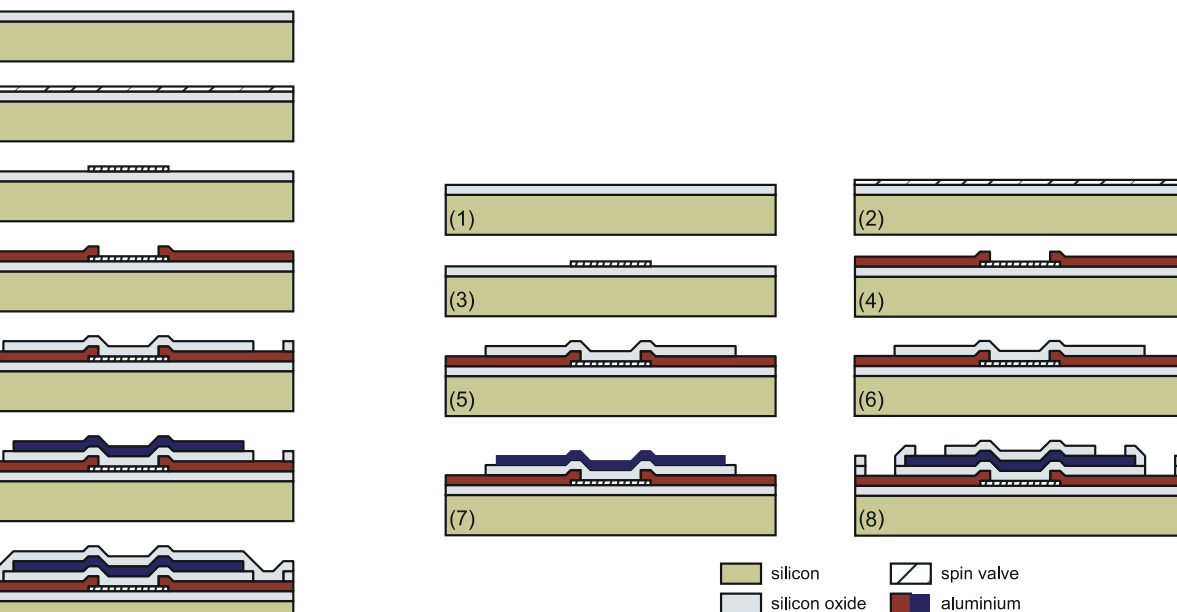 (1)
(2)
(3)
(4)
(5)
(6)
(7)
(8)
silicon
spin valve
silicon oxide
aluminium